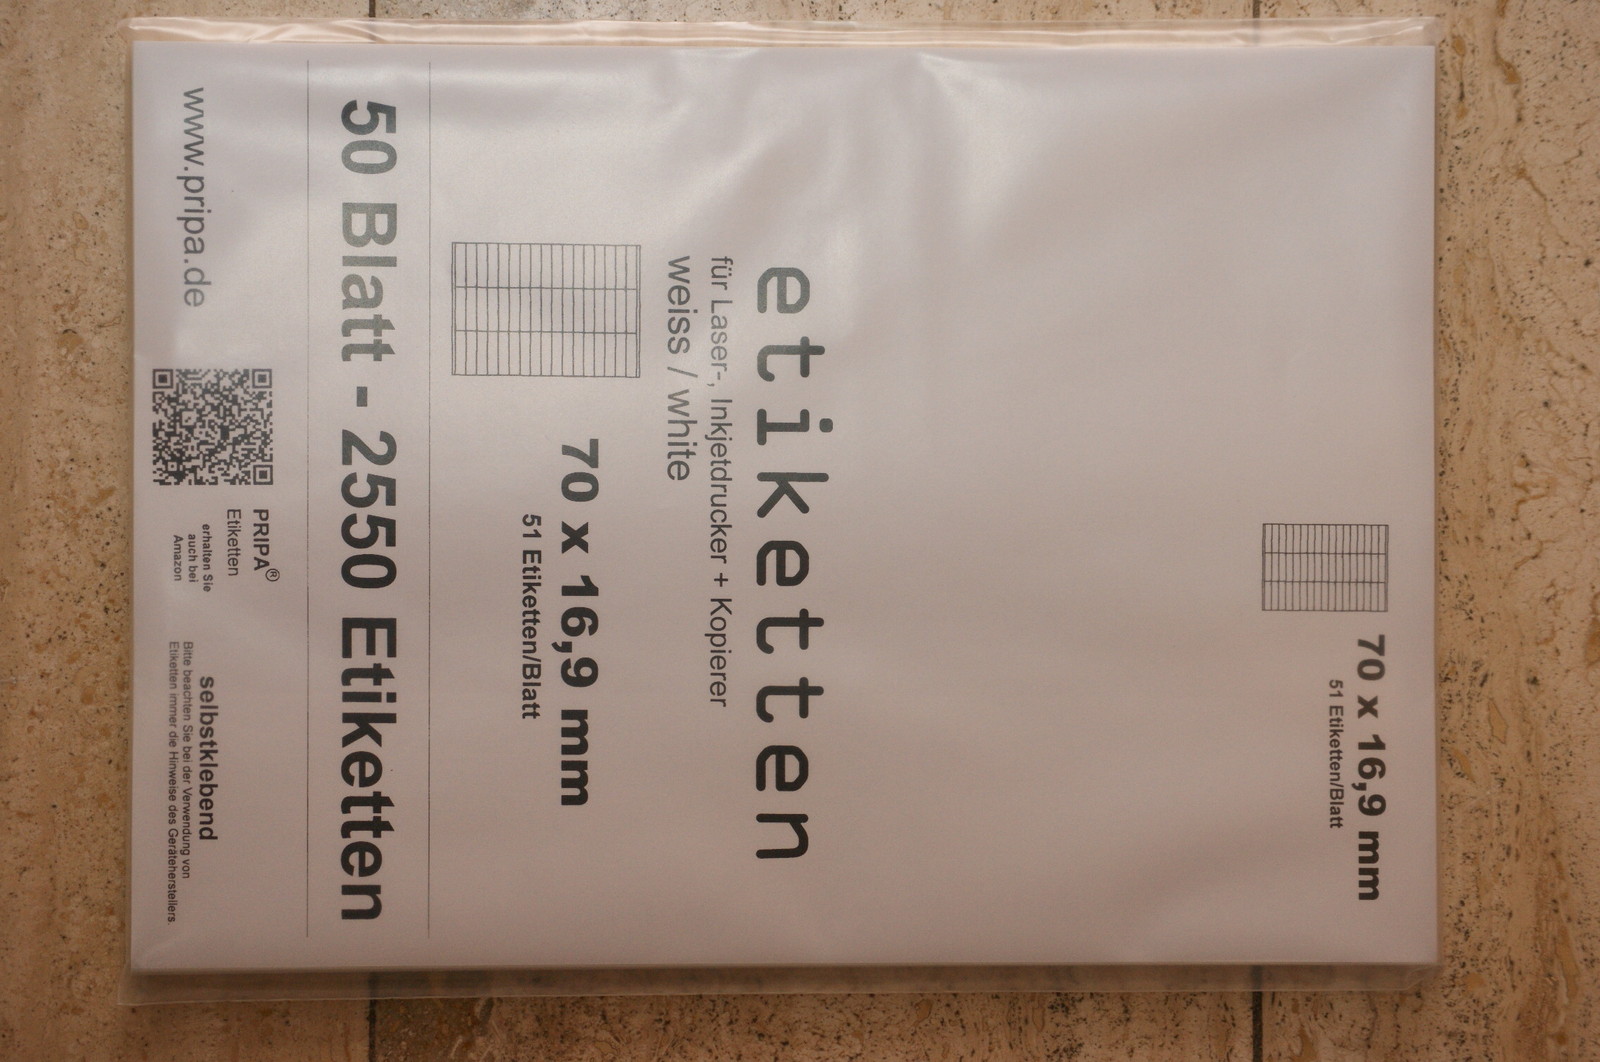 70 x 16,9 mm
51 Etiketten/Blatt
etiketten
für Laser-, Inkjetdrucker + Kopierer
weiss / white
70 x 16,9 mm
51 Etiketten/Blatt
50 Blatt - 2550 Etiketten
www.pripa.de
PRIPA®
Etiketten
erhalten Sie
auch bei
Amazon
selbstklebend
Bitte beachten Sie bei der Verwendung von
Etiketten immer die Hinweise des Geräteherstellers.